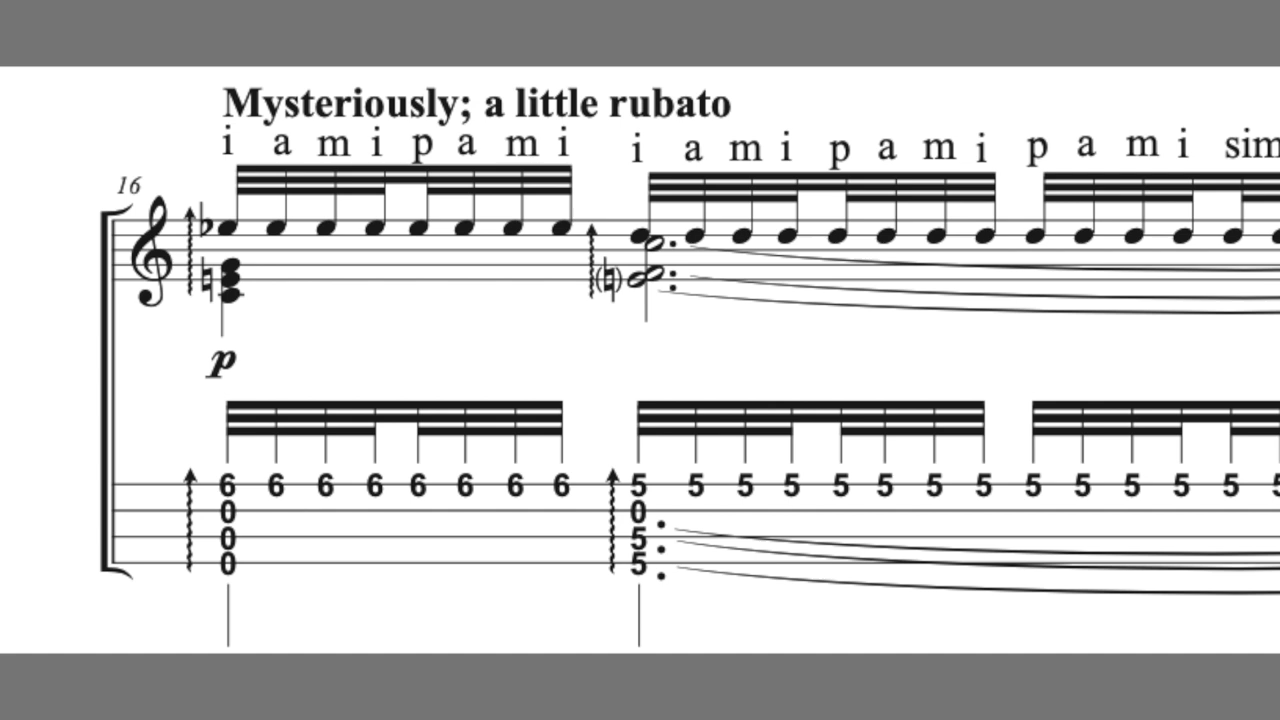 Mysteriously; a little rubato
i a m i p a m i i a m i p a m i p a m i sim
16
p
6 6 6 6 6 6 6 6 5 5 5 5 5 5 5 5 5 5 5 5 5 5
0 0
0 5
0 5